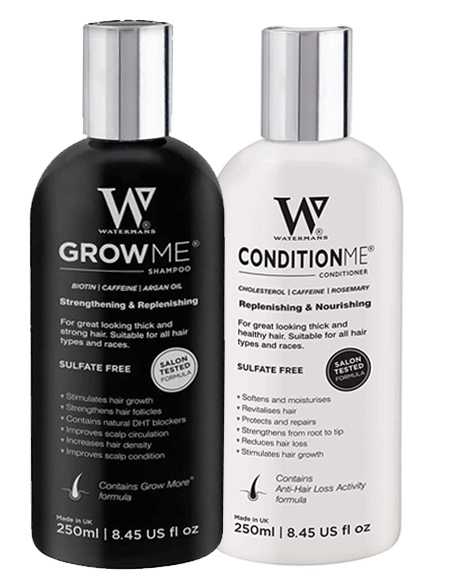 W®
WATERMANS
GROWME®
SHAMPOO
BIOTIN | CAFFEINE | ARGAN OIL
Strengthening & Replenishing
For great looking thick and
strong hair. Suitable for all hair
types and races.
SULFATE FREE
SALON
TESTED
FORMULA
• Stimulates hair growth
• Strengthens hair follicles
• Contains natural DHT blockers
• Improves scalp circulation
• Increases hair density
• Improves scalp condition
Contains Grow More®
formula
Made in UK
250ml | 8.45 US fl oz
W®
WATERMANS
CONDITIONME®
CONDITIONER
CHOLESTEROL | CAFFEINE | ROSEMARY
Replenishing & Nourishing
For great looking thick and
healthy hair. Suitable for all hair
types and races.
SULFATE FREE
SALON
TESTED
FORMULA
• Softens and moisturises
• Revitalises hair
• Protects and repairs
• Strengthens from root to tip
• Reduces hair loss
• Stimulates hair growth
Contains
Anti-Hair Loss Activity
formula
Made in UK
250ml | 8.45 US fl oz